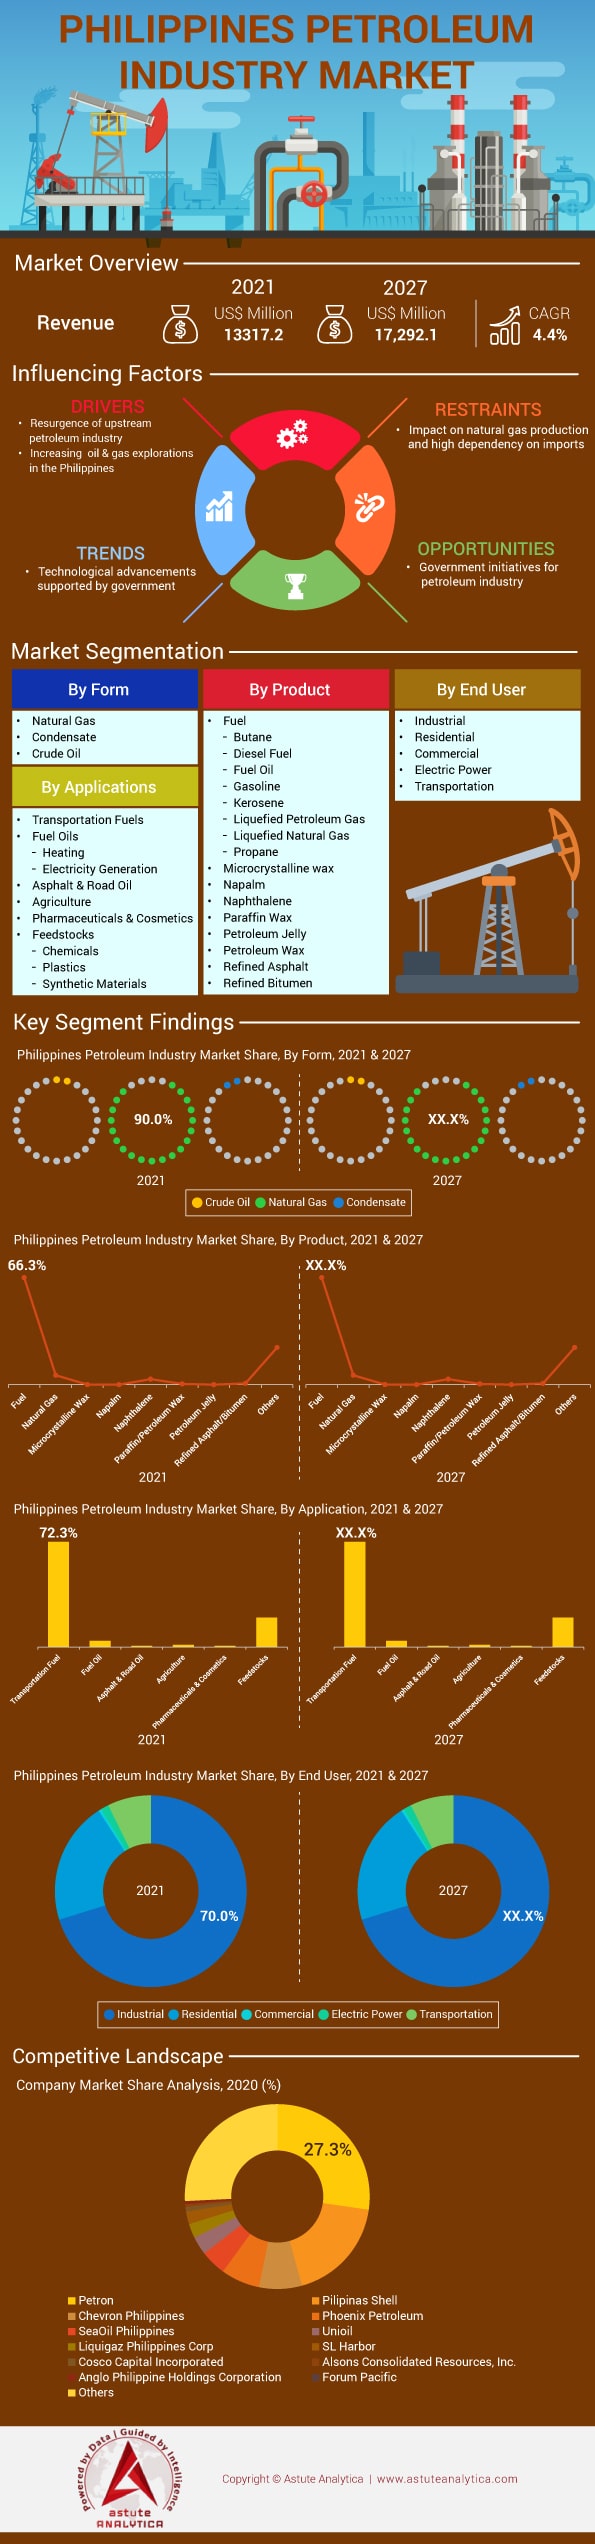 PHILIPPINES PETROLEUM
INDUSTRY MARKET
Market Overview
2021
2027
Revenue
US$ Million
13317.2
US$ Million
17,292.1
CAGR
4.4%
Influencing Factors
DRIVERS
• Resurgence of upstream
petroleum industry
• Increasing oil & gas explorations
in the Philippines
RESTRAINTS
• Impact on natural gas production
and high dependency on imports
TRENDS
• Technological advancements
supported by government
OPPORTUNITIES
• Government initiatives for
petroleum industry
Market Segmentation
By Form
• Natural Gas
• Condensate
• Crude Oil
By Applications
• Transportation Fuels
• Fuel Oils
- Heating
- Electricity Generation
• Asphalt & Road Oil
• Agriculture
• Pharmaceuticals & Cosmetics
• Feedstocks
- Chemicals
- Plastics
- Synthetic Materials
By Product
• Fuel
- Butane
- Diesel Fuel
- Fuel Oil
- Gasoline
- Kerosene
- Liquefied Petroleum Gas
- Liquefied Natural Gas
- Propane
• Microcrystalline wax
• Napalm
• Naphthalene
• Paraffin Wax
• Petroleum Jelly
• Petroleum Wax
• Refined Asphalt
• Refined Bitumen
By End User
• Industrial
• Residential
• Commercial
• Electric Power
• Transportation
Key Segment Findings
Philippines Petroleum Industry Market Share, By Form, 2021 & 2027
90.0%
XX.X%
2021
2027
Crude Oil
Natural Gas
Condensate
Philippines Petroleum Industry Market Share, By Product, 2021 & 2027
66.3%
XX.X%
Fuel
Natural Gas
Microcrystalline Wax
Napalm
Naphthalene
Paraffin/Petroleum Wax
Petroleum Jelly
Refined Asphalt/Bitumen
Others
Fuel
Natural Gas
Microcrystalline Wax
Napalm
Naphthalene
Paraffin/Petroleum Wax
Petroleum Jelly
Refined Asphalt/Bitumen
Others
2021
2027
Philippines Petroleum Industry Market Share, By Application, 2021 & 2027
72.3%
XX.X%
Transportation Fuel
Fuel Oil
Asphalt & Road Oil
Agriculture
Pharmaceuticals & Cosmetics
Feedstocks
Transportation Fuel
Fuel Oil
Asphalt & Road Oil
Agriculture
Pharmaceuticals & Cosmetics
Feedstocks
2021
2027
Philippines Petroleum Industry Market Share, By End User, 2021 & 2027
2021
70.0%
2027
XX.X%
Industrial
Residential
Commercial
Electric Power
Transportation
Competitive Landscape
Company Market Share Analysis, 2020 (%)
27.3%
Petron
Pilipinas Shell
Chevron Philippines
Phoenix Petroleum
SeaOil Philippines
Unioil
Liquigaz Philippines Corp
SL Harbor
Cosco Capital Incorporated
Alsons Consolidated Resources, Inc.
Anglo Philippine Holdings Corporation
Forum Pacific
Others
Powered by Data | Guided by Intelligence
astute
ANALYTICA
Copyright © Astute Analytica | www.astuteanalytica.com